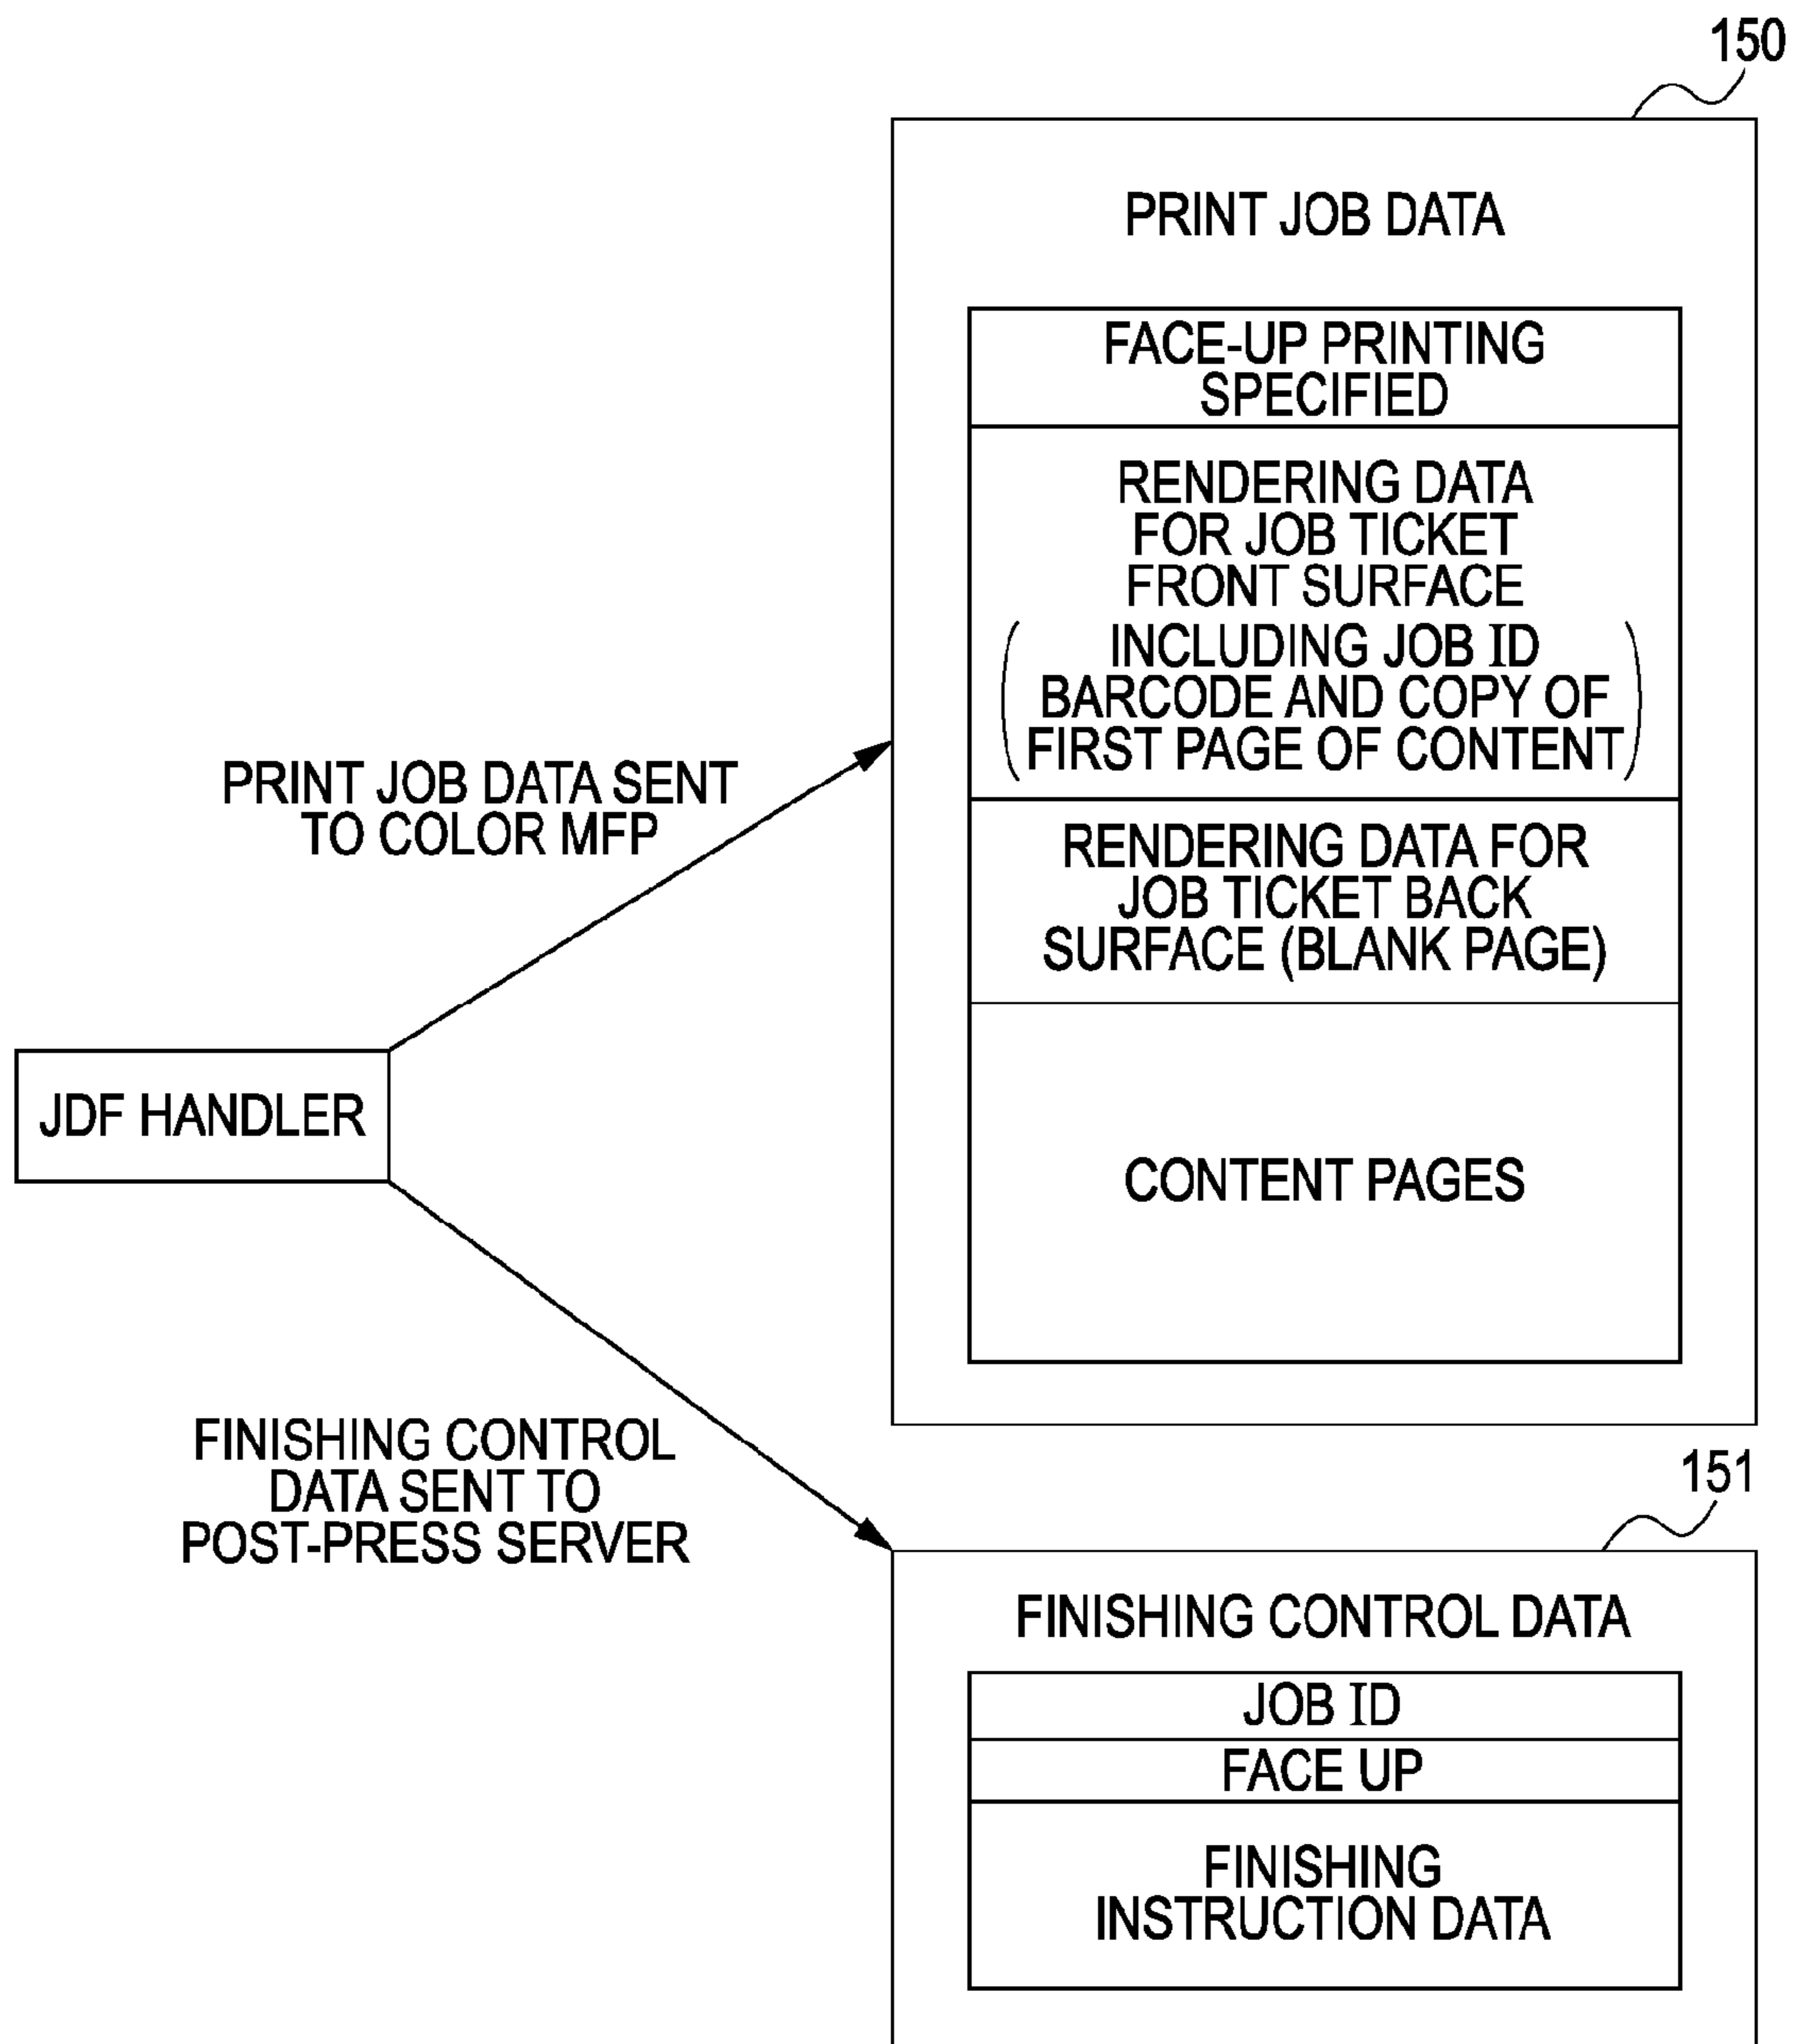 150
PRINT JOB DATA
FACE-UP PRINTING
SPECIFIED
RENDERING DATA
FOR JOB TICKET
FRONT SURFACE
(INCLUDING JOB ID
BARCODE AND COPY OF
FIRST PAGE OF CONTENT)
PRINT JOB DATA SENT
TO COLOR MFP
RENDERING DATA FOR
JOB TICKET BACK
SURFACE (BLANK PAGE)
JDF HANDLER
CONTENT PAGES
FINISHING CONTROL
DATA SENT TO
POST-PRESS SERVER
151
FINISHING CONTROL DATA
JOB ID
FACE UP
FINISHING
INSTRUCTION DATA